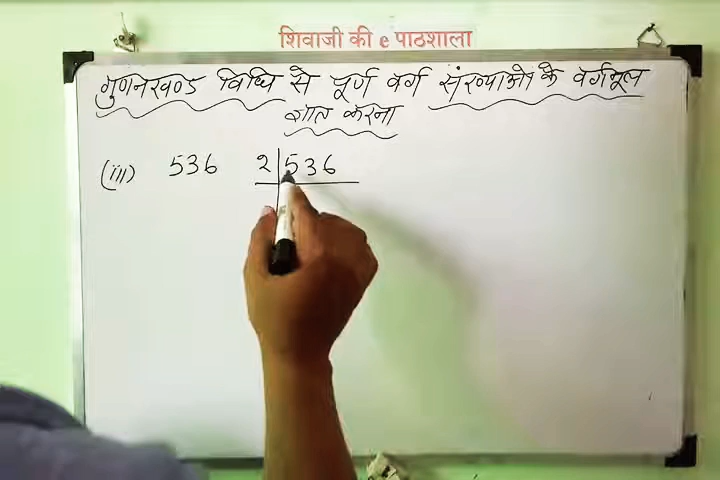 शिवाजी की e पाठशाला
गुणनखण्ड विधि से पूर्ण वर्ग संख्याओं के वर्गमूल
ज्ञात करना
(iii) 536 2 536